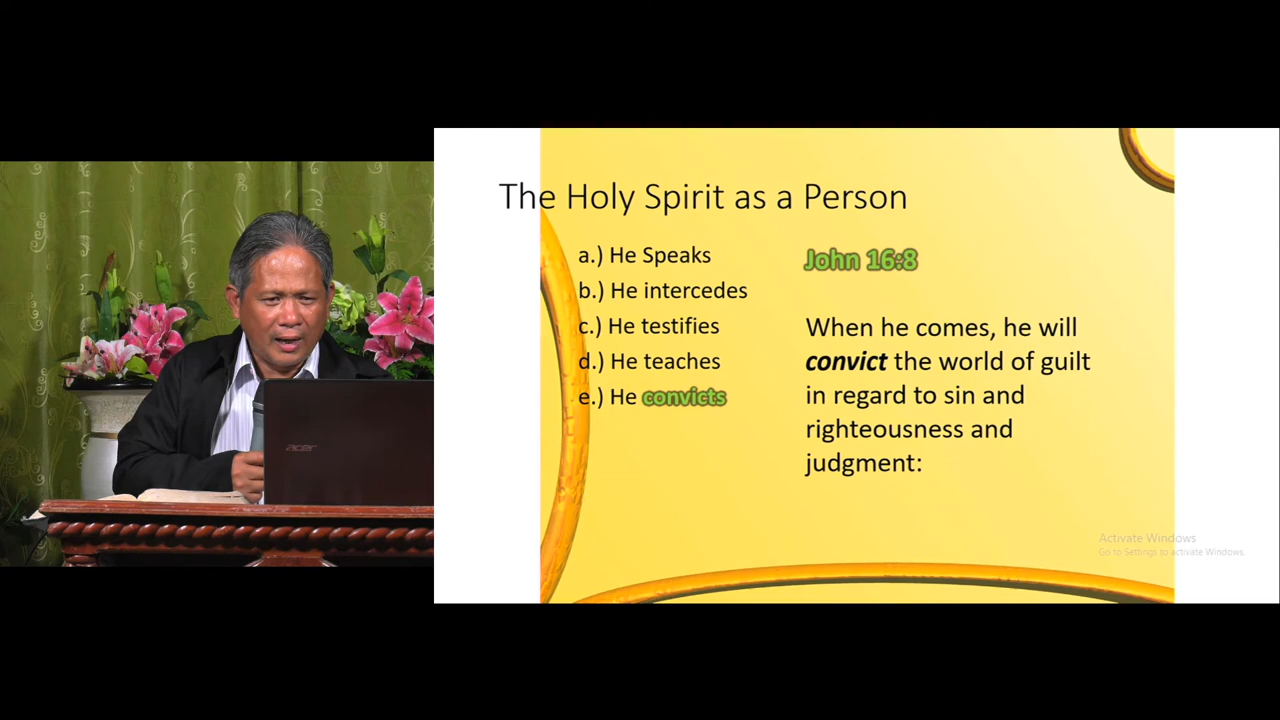 The Holy Spirit as a Person
a.) He Speaks
b.) He intercedes
c.) He testifies
d.) He teaches
e.) He convicts
John 16:8
When he comes, he will
convict the world of guilt
in regard to sin and
righteousness and
judgment:
acer
Activate Windows
Go to Settings to activate Windows.